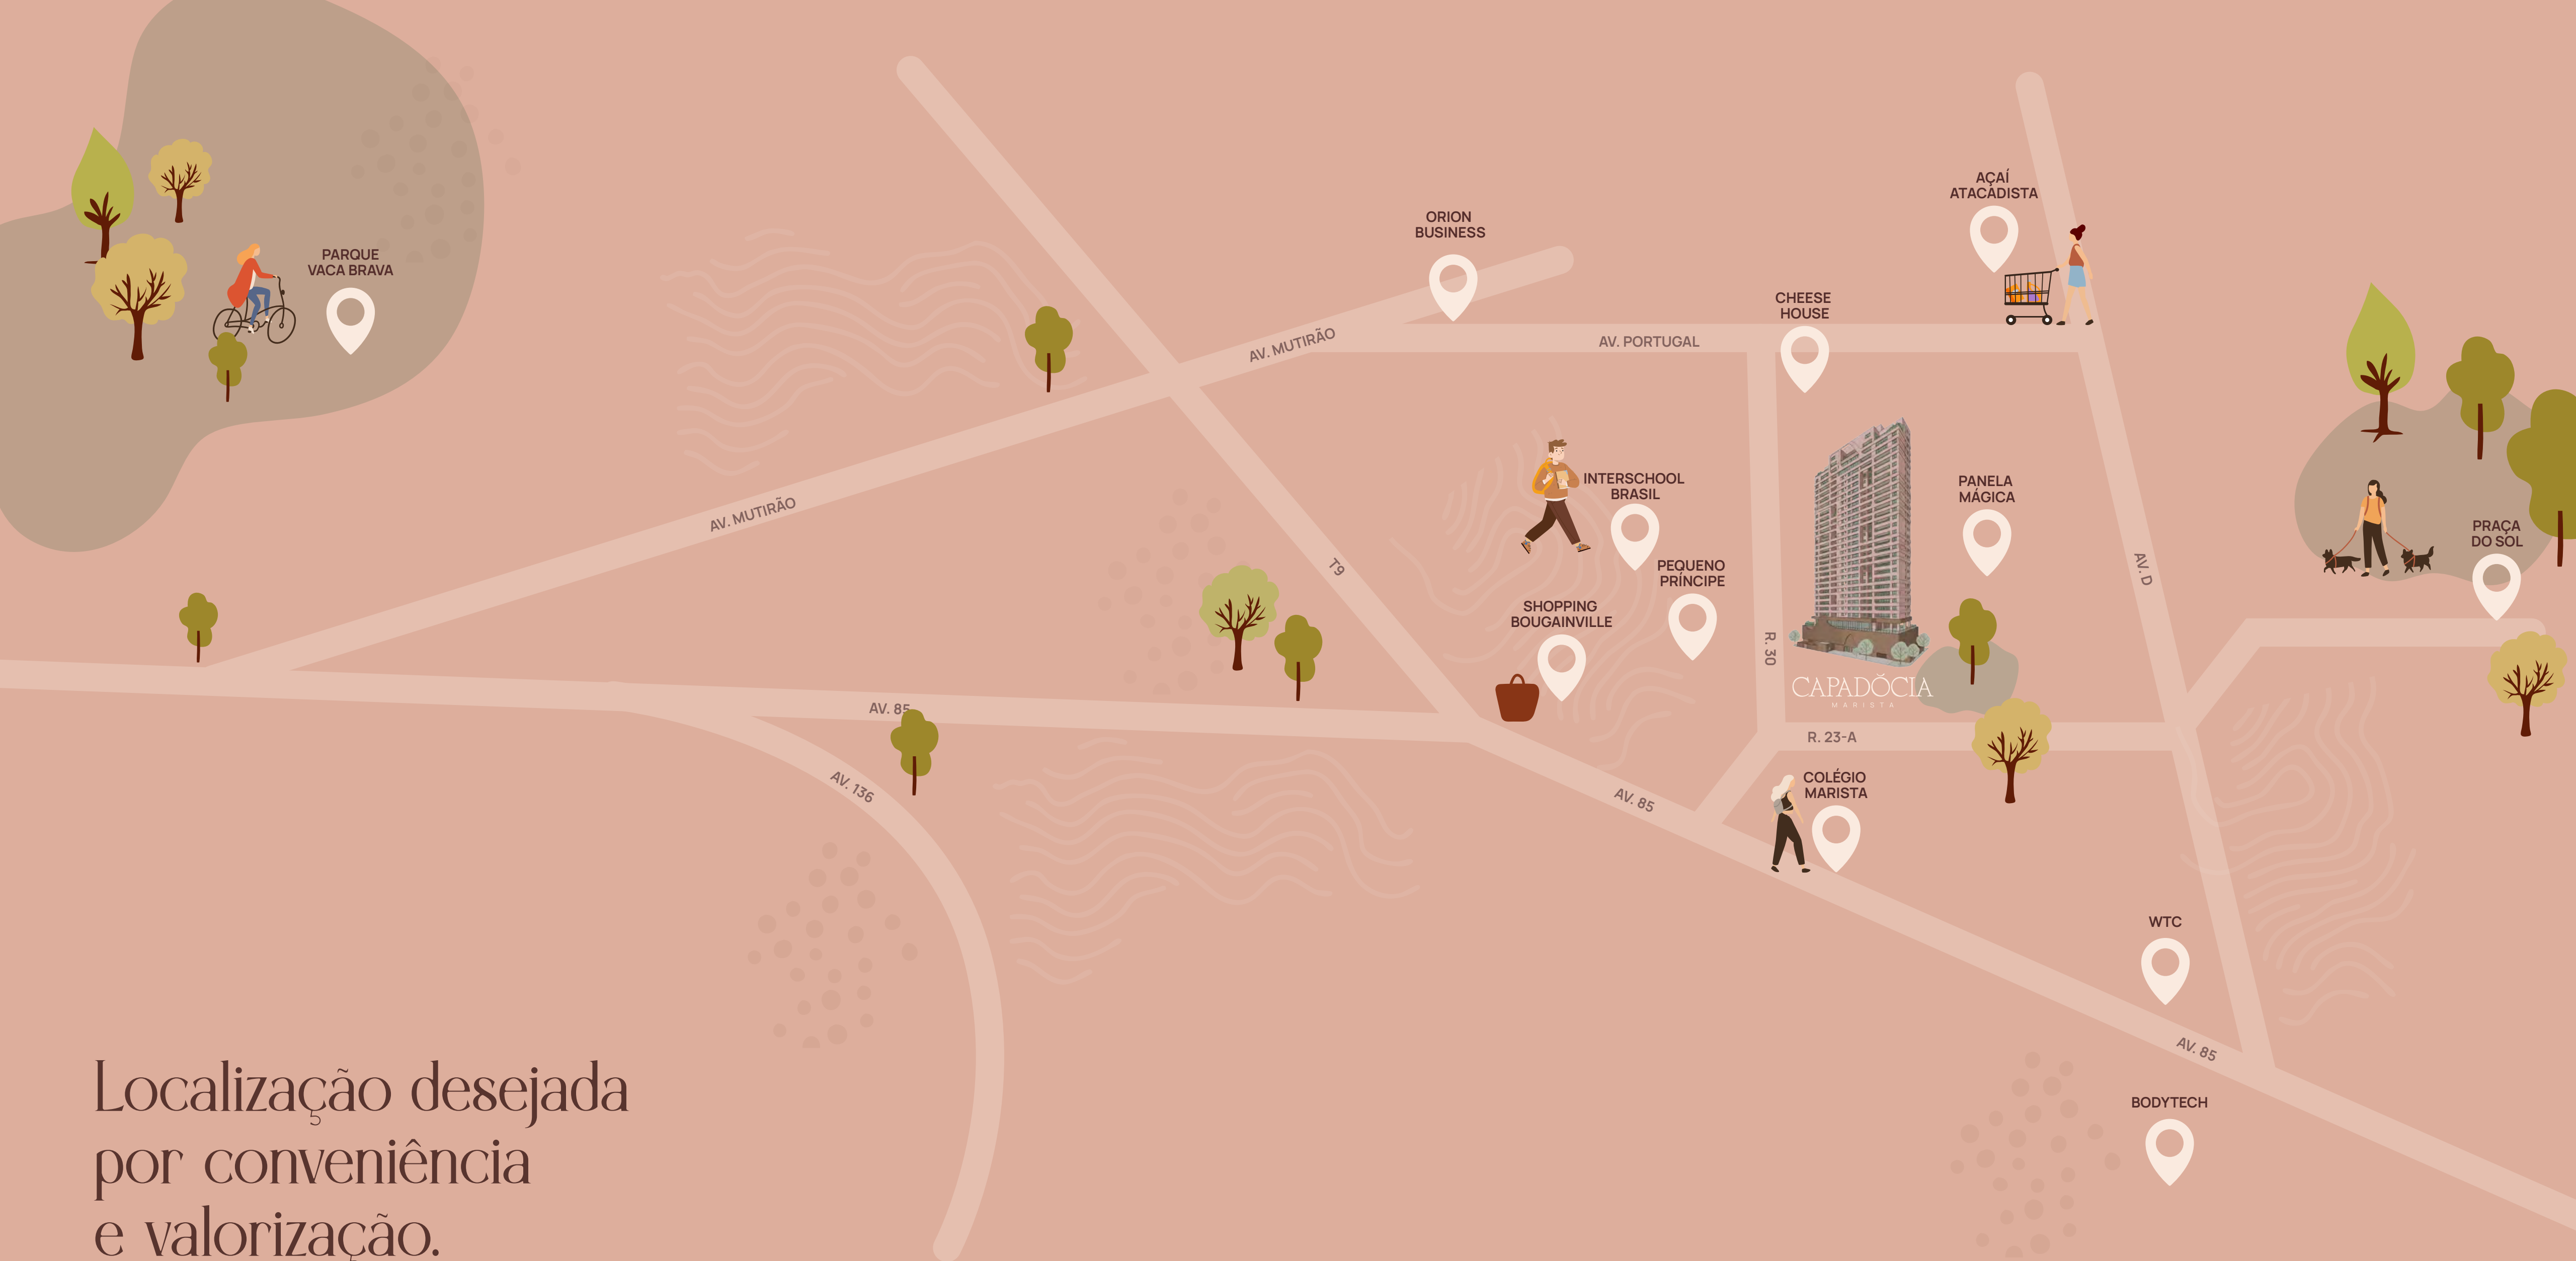 AÇAÍ
ATACADISTA
ORION
BUSINESS
PARQUE
VACA BRAVA
CHEESE
HOUSE
AV. MUTIRÃO
AV. PORTUGAL
INTERSCHOOL
BRASIL
PANELA
MÁGICA
AV. MUTIRÃO
PRAÇA
DO SOL
T9
PEQUENO
PRÍNCIPE
AV. D
SHOPPING
BOUGAINVILLE
R. 30
CAPADÓCIA
MARISTA
AV. 85
R. 23-A
AV. 136
COLÉGIO
MARISTA
AV. 85
WTC
AV. 85
BODYTECH
Localização desejada
por conveniência
e valorização.